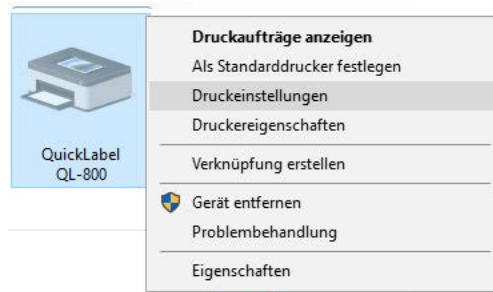 Druckaufträge anzeigen
Als Standarddrucker festlegen
Druckeinstellungen
Druckereigenschaften
Verknüpfung erstellen
Gerät entfernen
Problembehandlung
Eigenschaften
QuickLabel
QL-800